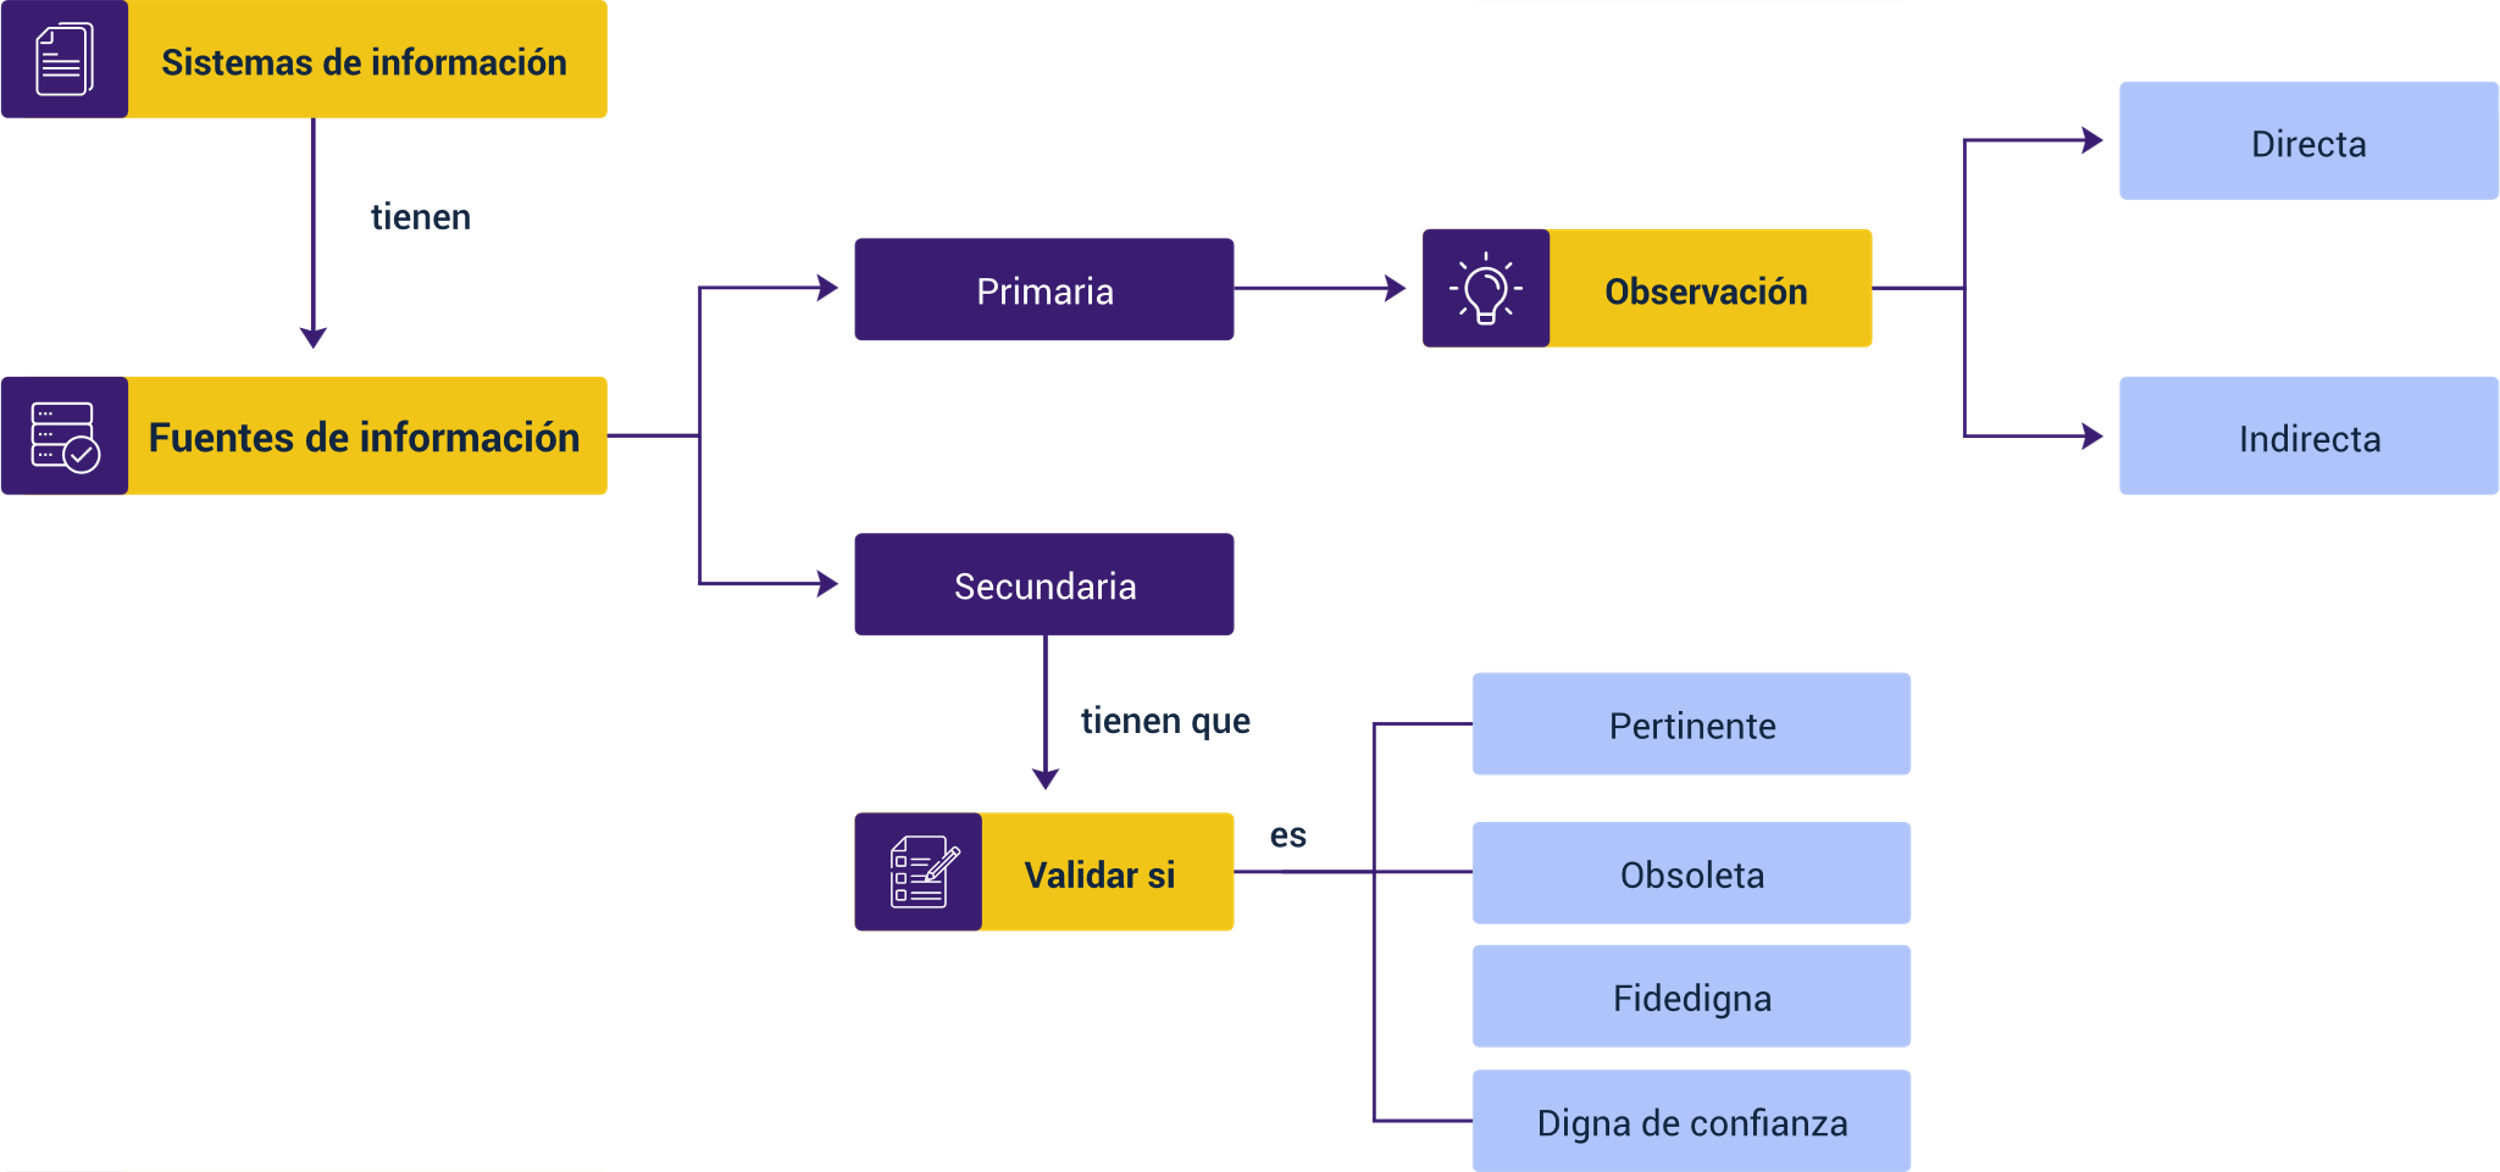 Sistemas de información
tienen
Fuentes de información
Primaria
Observación
Directa
Indirecta
Secundaria
tienen que
Validar si
es
Pertinente
Obsoleta
Fidedigna
Digna de confianza